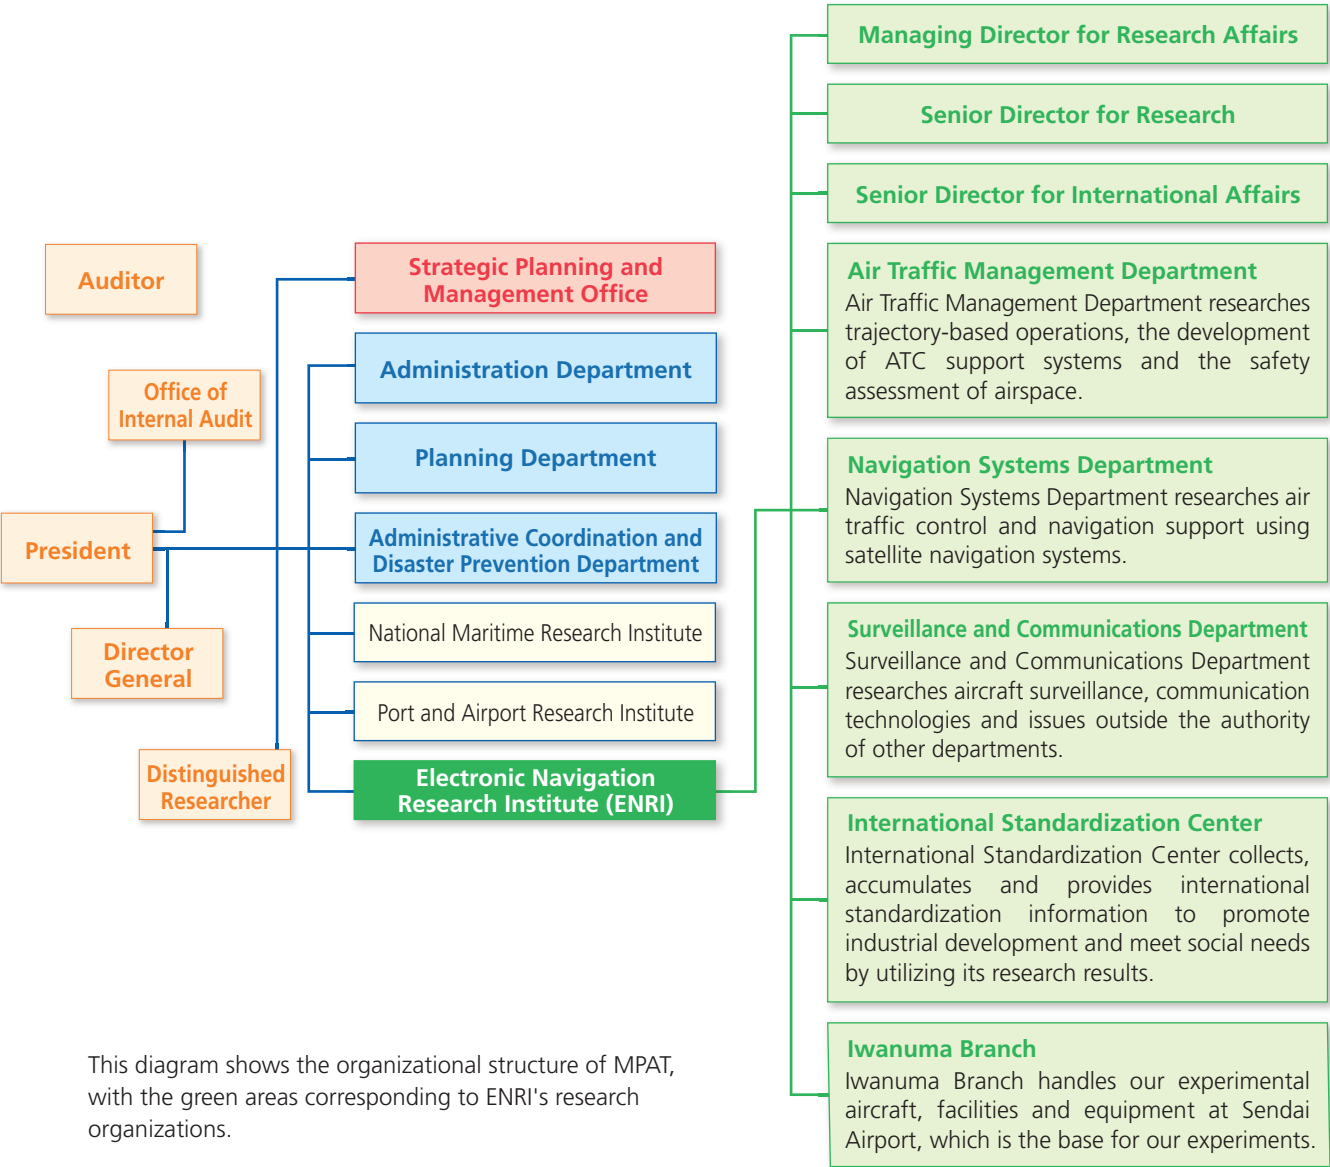 Auditor
Office of
Internal Audit
President
Director
General
Distinguished
Researcher
Strategic Planning and
Management Office
Administration Department
Planning Department
Administrative Coordination and
Disaster Prevention Department
National Maritime Research Institute
Port and Airport Research Institute
Electronic Navigation
Research Institute (ENRI)
Managing Director for Research Affairs
Senior Director for Research
Senior Director for International Affairs
Air Traffic Management Department
Air Traffic Management Department researches
trajectory-based operations, the development
of ATC support systems and the safety
assessment of airspace.
Navigation Systems Department
Navigation Systems Department researches air
traffic control and navigation support using
satellite navigation systems.
Surveillance and Communications Department
Surveillance and Communications Department
researches aircraft surveillance, communication
technologies and issues outside the authority
of other departments.
International Standardization Center
International Standardization Center collects,
accumulates and provides international
standardization information to promote
industrial development and meet social needs
by utilizing its research results.
Iwanuma Branch
Iwanuma Branch handles our experimental
aircraft, facilities and equipment at Sendai
Airport, which is the base for our experiments.
This diagram shows the organizational structure of MPAT,
with the green areas corresponding to ENRI's research
organizations.